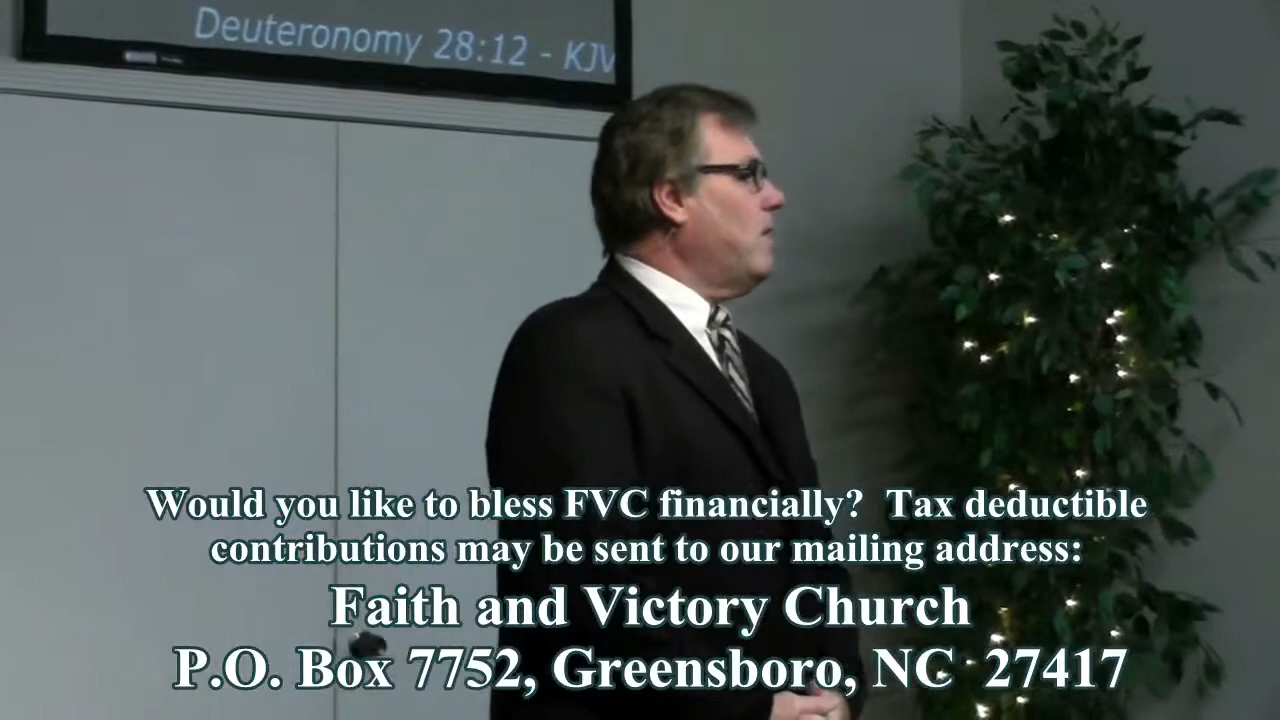 Deuteronomy 28:12 - KJV
Would you like to bless FVC financially? Tax deductible
contributions may be sent to our mailing address:
Faith and Victory Church
P.O. Box 7752, Greensboro, NC 27417